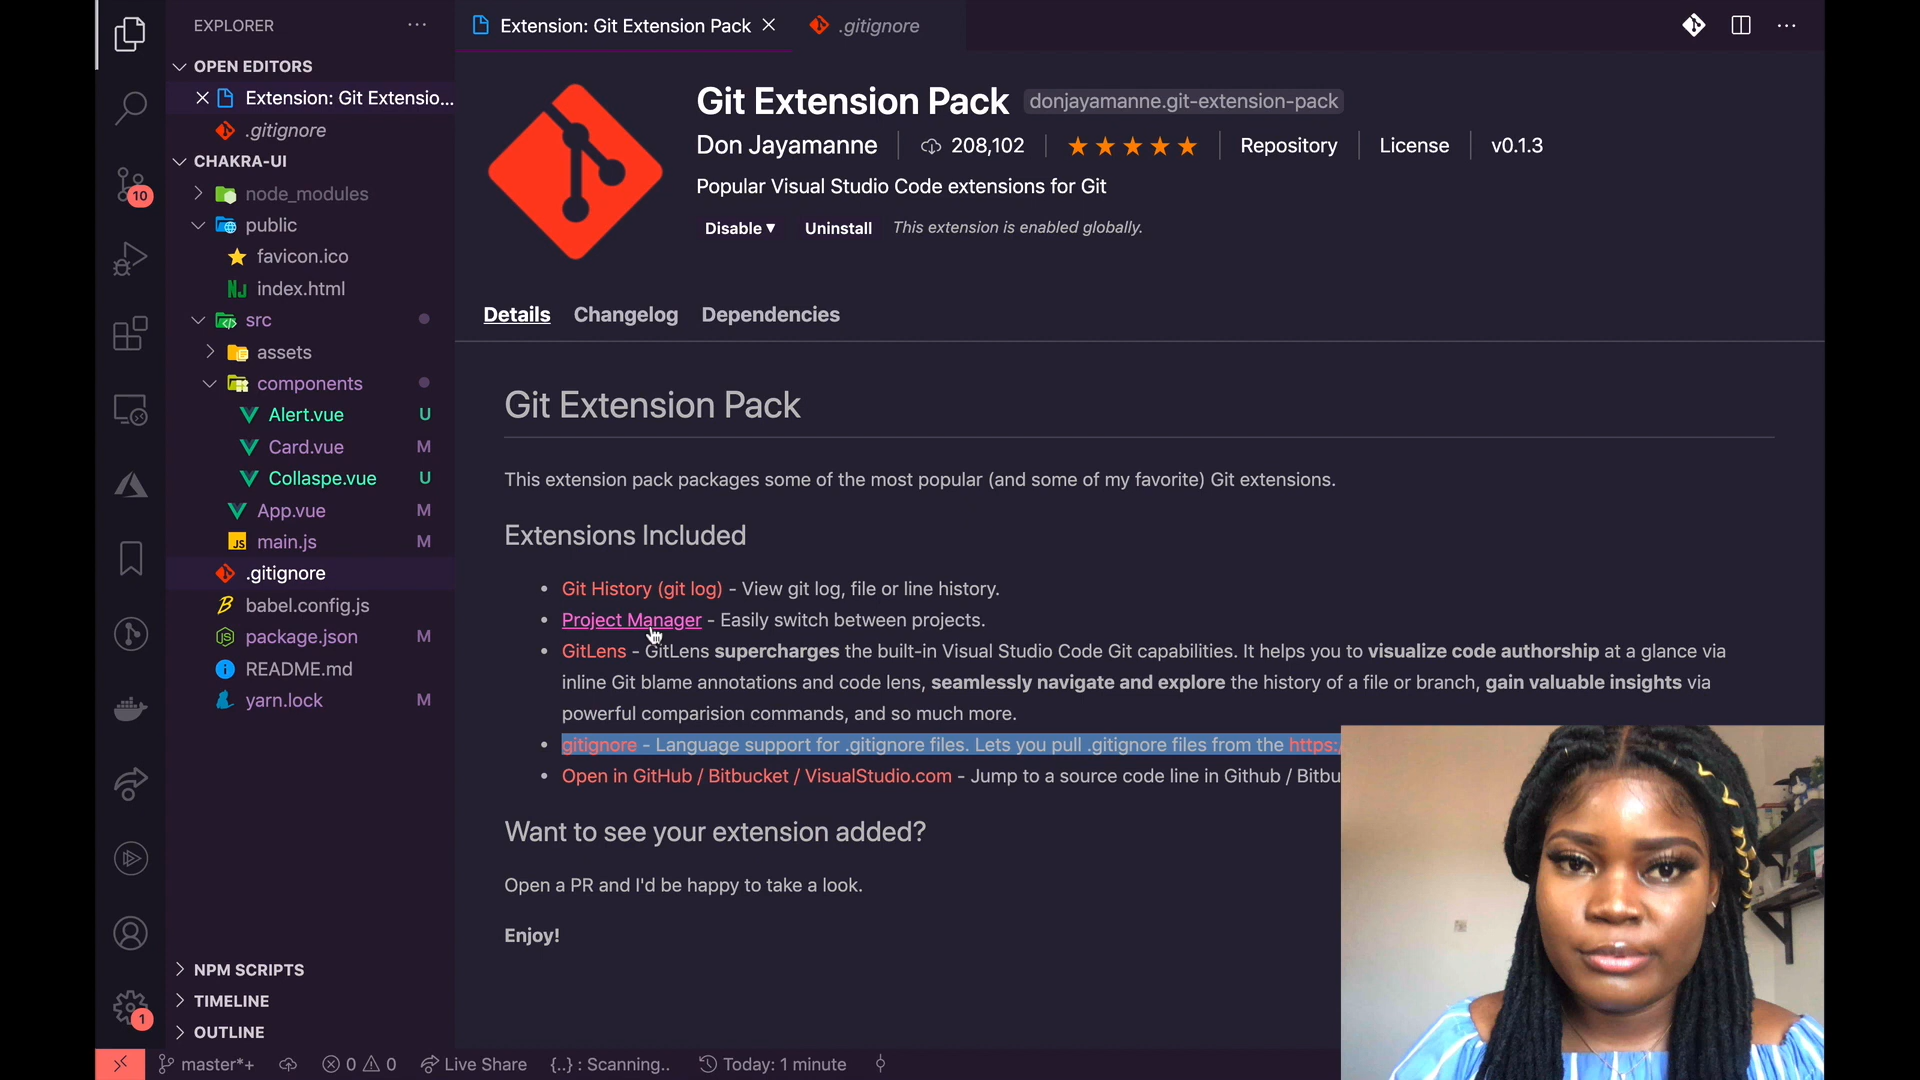 EXPLORER
OPEN EDITORS
Extension: Git Extensio...
.gitignore
CHAKRA-UI
node_modules
public
favicon.ico
index.html
src
assets
components
Alert.vue U
Card.vue M
Collaspe.vue U
App.vue M
JS main.js M
.gitignore
babel.config.js
package.json M
README.md
yarn.lock M
NPM SCRIPTS
TIMELINE
OUTLINE
10
1
Extension: Git Extension Pack
.gitignore
Git Extension Pack donjayamanne.git-extension-pack
Don Jayamanne 208,102 Repository License v0.1.3
Popular Visual Studio Code extensions for Git
Disable Uninstall This extension is enabled globally.
Details Changelog Dependencies
Git Extension Pack
This extension pack packages some of the most popular (and some of my favorite) Git extensions.
Extensions Included
Git History (git log) - View git log, file or line history.
Project Manager - Easily switch between projects.
GitLens - GitLens supercharges the built-in Visual Studio Code Git capabilities. It helps you to visualize code authorship at a glance via
inline Git blame annotations and code lens, seamlessly navigate and explore the history of a file or branch, gain valuable insights via
powerful comparision commands, and so much more.
gitignore - Language support for .gitignore files. Lets you pull .gitignore files from the https:/
Open in GitHub / Bitbucket / VisualStudio.com - Jump to a source code line in Github / Bitbu
Want to see your extension added?
Open a PR and I'd be happy to take a look.
Enjoy!
master*+ 0 0 Live Share {..} : Scanning.. Today: 1 minute